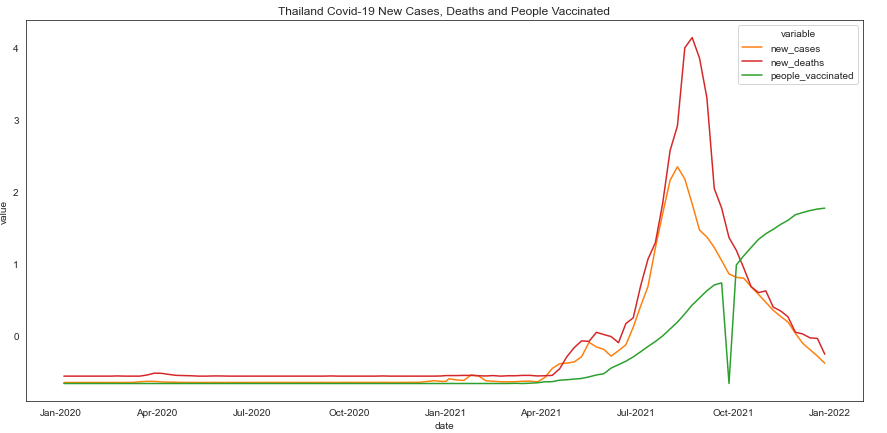 Thailand Covid-19 New Cases, Deaths and People Vaccinated
variable
new_cases
new_deaths
people_vaccinated
4
3
2
1
0
value
Jan-2020 Apr-2020 Jul-2020 Oct-2020 Jan-2021 Apr-2021 Jul-2021 Oct-2021 Jan-2022
date